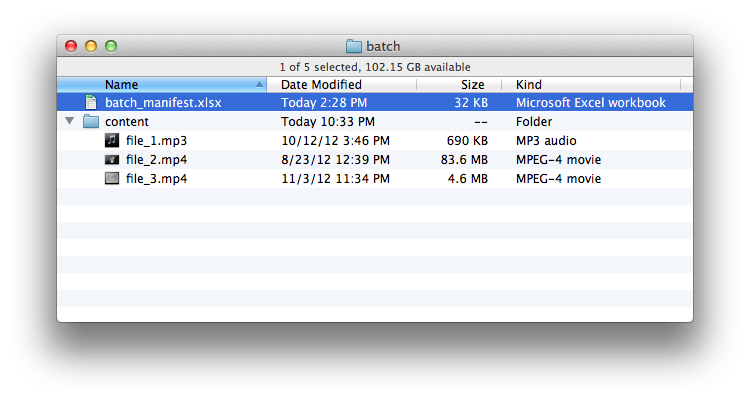 batch
1 of 5 selected, 102.15 GB available
Name Date Modified Size Kind
batch_manifest.xlsx Today 2:28 PM 32 KB Microsoft Excel workbook
content Today 10:33 PM -- Folder
file_1.mp3 10/12/12 3:46 PM 690 KB MP3 audio
file_2.mp4 8/23/12 12:39 PM 83.6 MB MPEG-4 movie
file_3.mp4 11/3/12 11:34 PM 4.6 MB MPEG-4 movie